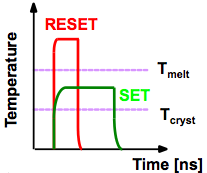 RESET
Temperature
Tmelt
SET
Tcryst
Time [ns]